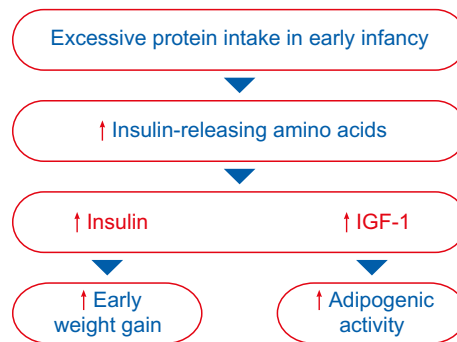 Excessive protein intake in early infancy
↑ Insulin-releasing amino acids
↑ Insulin ↑ IGF-1
↑ Early ↑ Adipogenic
weight gain activity